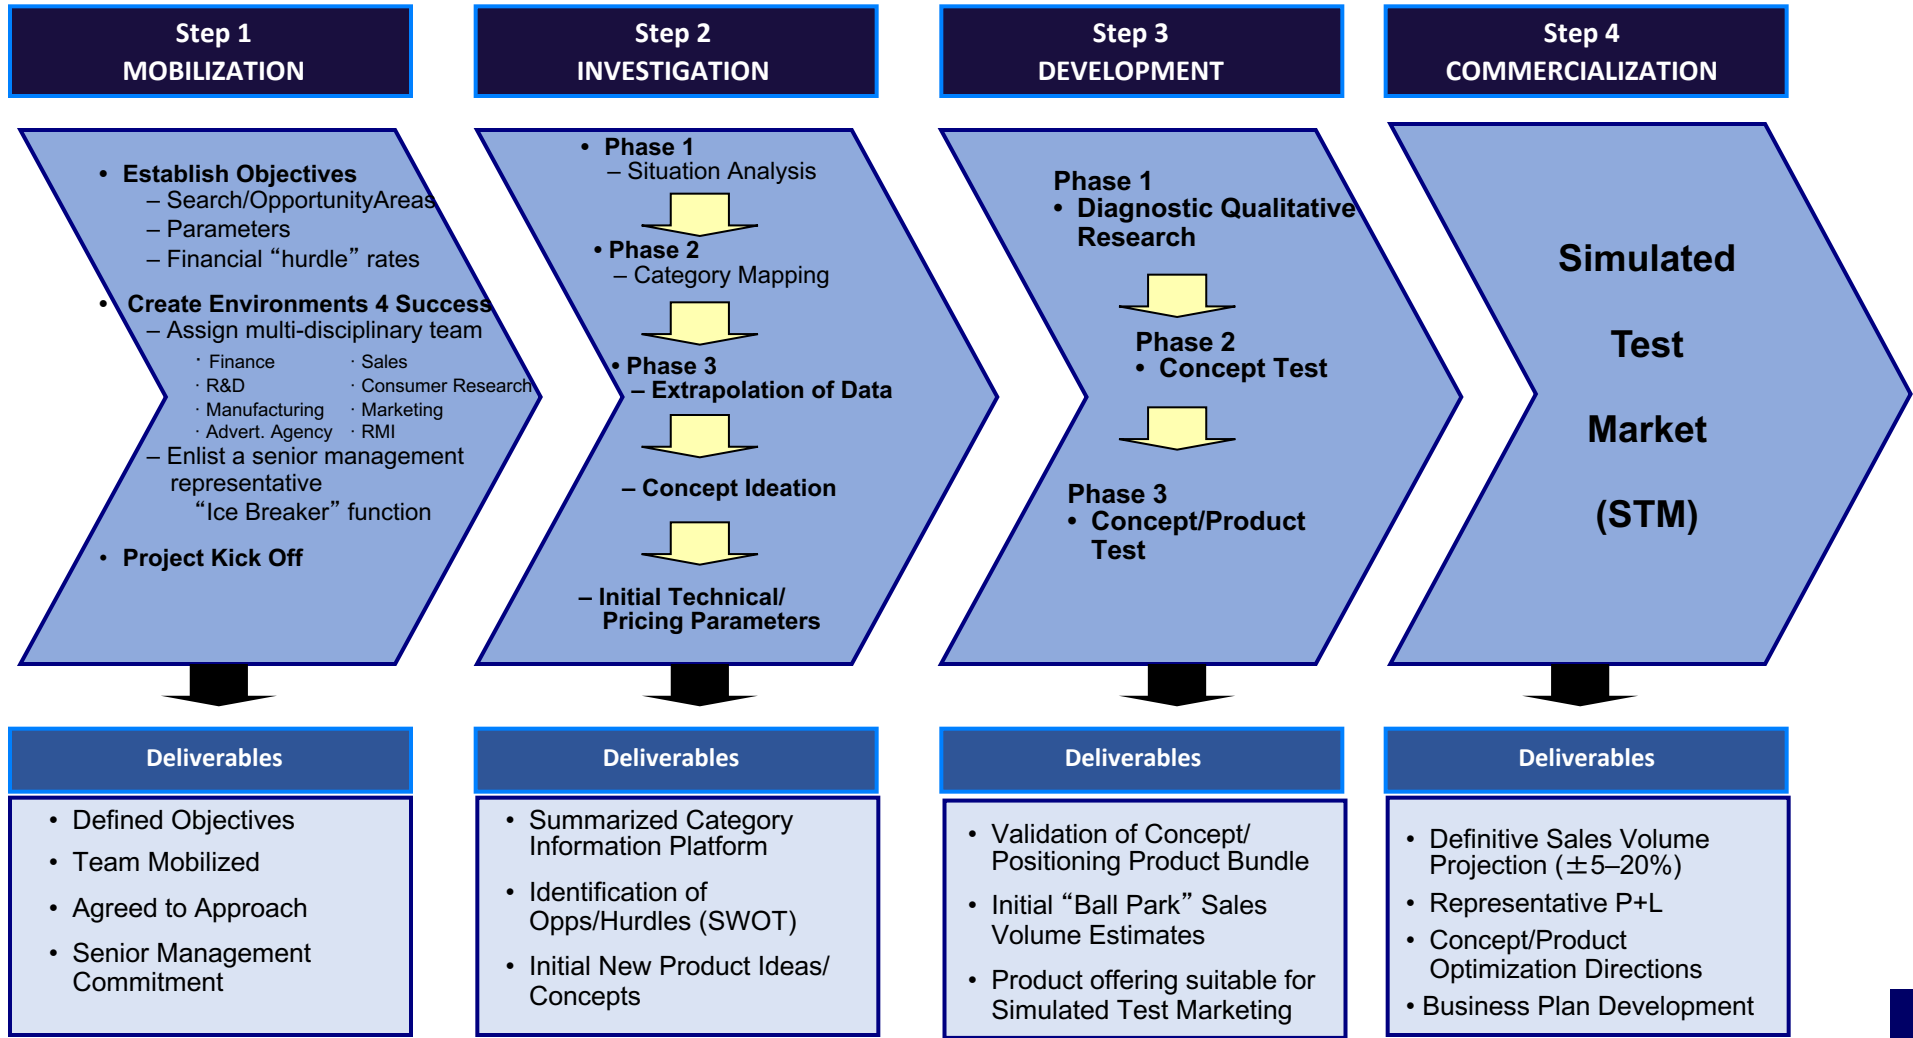 Step 1
MOBILIZATION
• Establish Objectives
– Search/OpportunityAreas
– Parameters
– Financial “hurdle” rates
• Create Environments 4 Success
– Assign multi-disciplinary team
· Finance · Sales
· R&D · Consumer Research
· Manufacturing · Marketing
· Advert. Agency · RMI
– Enlist a senior management
representative
“Ice Breaker” function
• Project Kick Off
Deliverables
• Defined Objectives
• Team Mobilized
• Agreed to Approach
• Senior Management
Commitment
Step 2
INVESTIGATION
• Phase 1
– Situation Analysis
• Phase 2
– Category Mapping
• Phase 3
– Extrapolation of Data
– Concept Ideation
– Initial Technical/
Pricing Parameters
Deliverables
• Summarized Category
Information Platform
• Identification of
Opps/Hurdles (SWOT)
• Initial New Product Ideas/
Concepts
Step 3
DEVELOPMENT
Phase 1
• Diagnostic Qualitative
Research
Phase 2
• Concept Test
Phase 3
• Concept/Product
Test
Deliverables
• Validation of Concept/
Positioning Product Bundle
• Initial “Ball Park” Sales
Volume Estimates
• Product offering suitable for
Simulated Test Marketing
Step 4
COMMERCIALIZATION
Simulated
Test
Market
(STM)
Deliverables
• Definitive Sales Volume
Projection (±5–20%)
• Representative P+L
• Concept/Product
Optimization Directions
• Business Plan Development